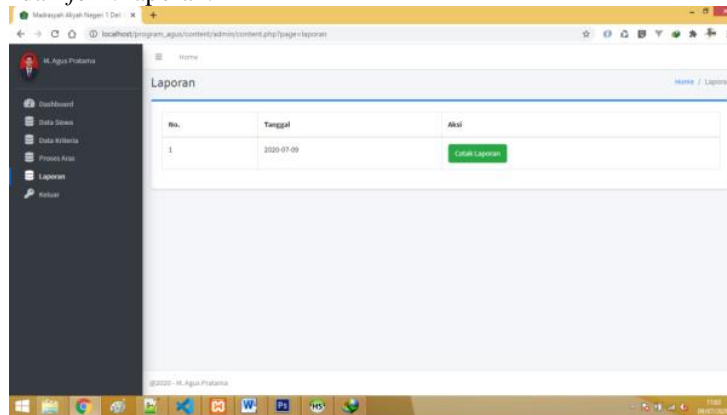 Madrasyah Aliyah Negeri 1 Deli
localhost/program_agus/content/admin/content.php?page=laporan
M. Agus Pratama
Home
Laporan
Home / Lapora
Dashboard
Data Siswa
Data Kriteria
Proses Aras
Laporan
Keluar
No. Tanggal Aksi
1 2020-07-09 Cetak Laporan
@2020 - M. Agus Pratama